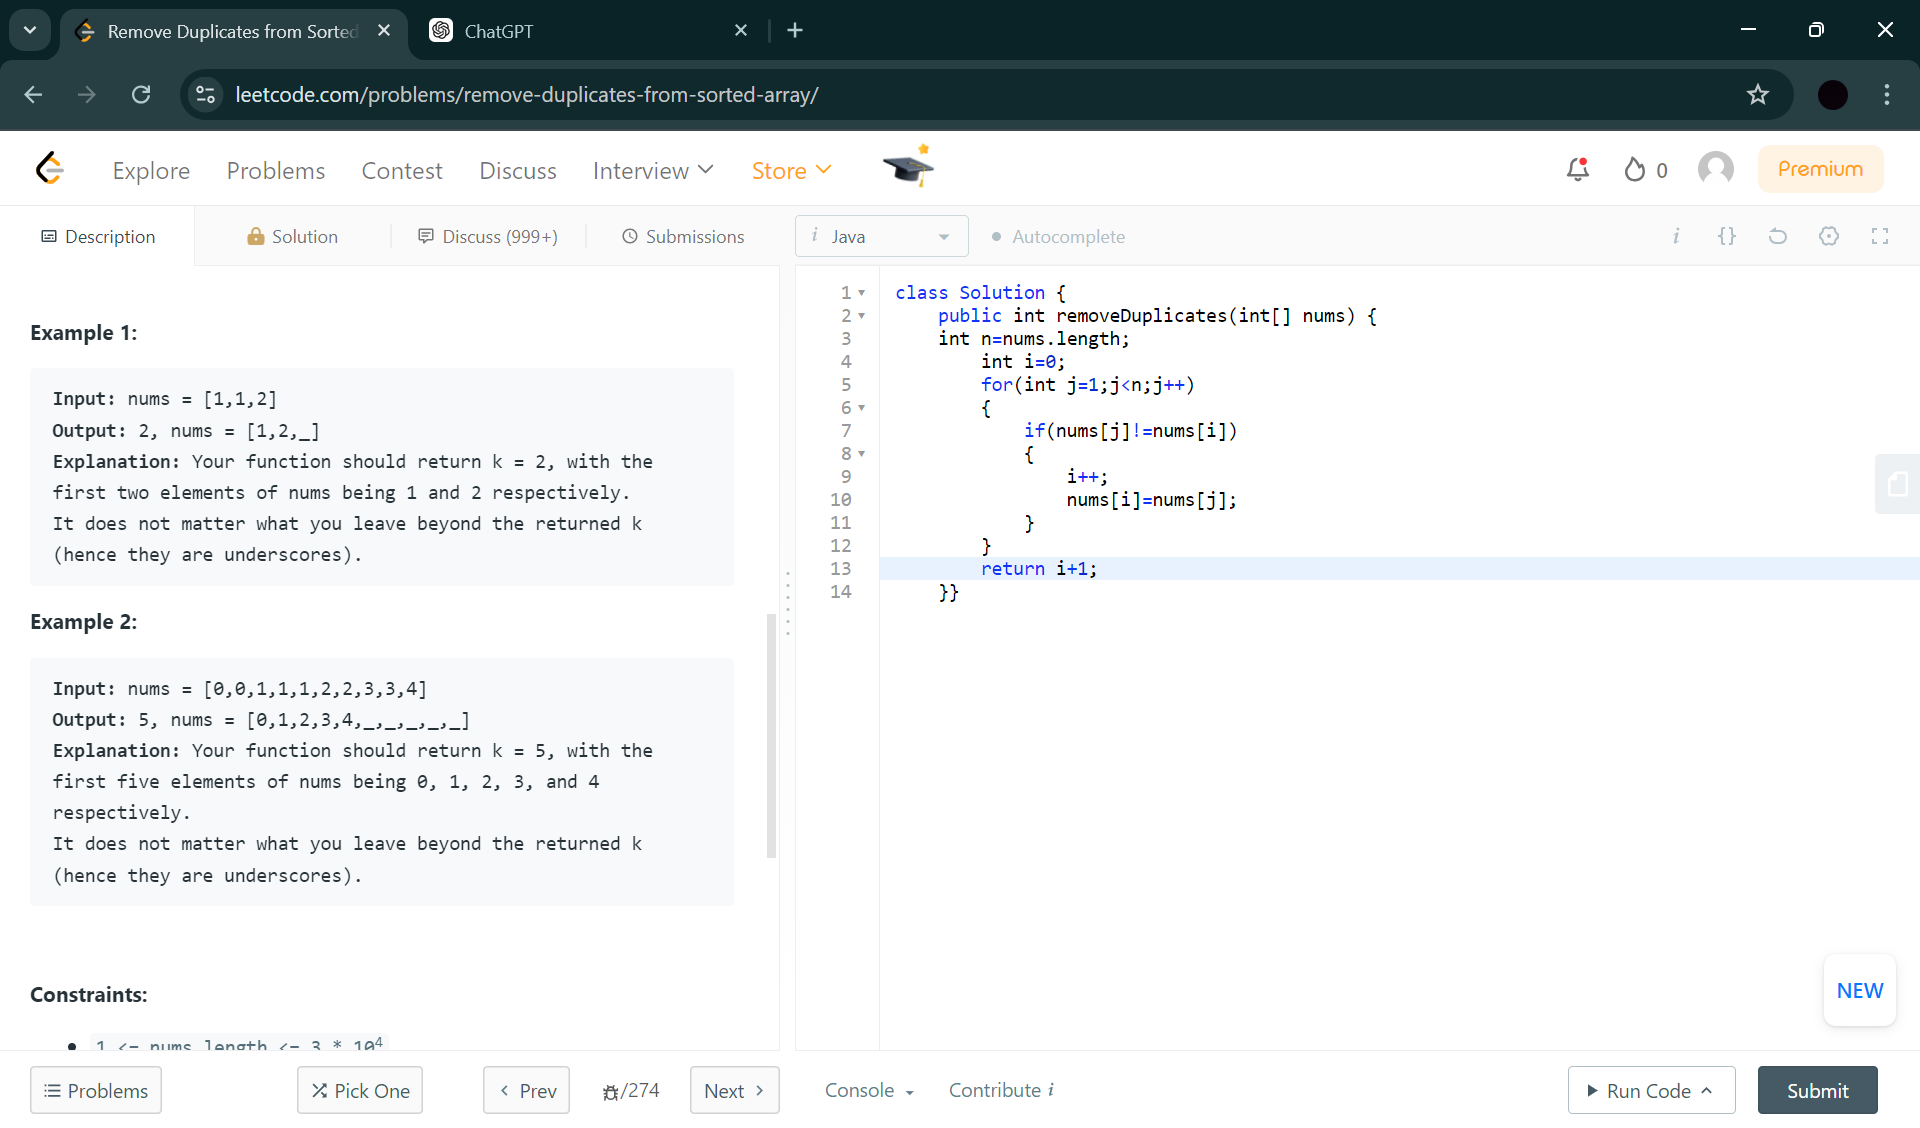 Remove Duplicates from Sorted
ChatGPT
leetcode.com/problems/remove-duplicates-from-sorted-array/
Explore
Problems
Contest
Discuss
Interview
Store
0
Premium
Description
Solution
Discuss (999+)
Submissions
i Java
Autocomplete
i
{}
Example 1:
Input: nums = [1,1,2]
Output: 2, nums = [1,2,_]
Explanation: Your function should return k = 2, with the
first two elements of nums being 1 and 2 respectively.
It does not matter what you leave beyond the returned k
(hence they are underscores).
Example 2:
Input: nums = [0,0,1,1,1,2,2,3,3,4]
Output: 5, nums = [0,1,2,3,4,_,_,_,_,_]
Explanation: Your function should return k = 5, with the
first five elements of nums being 0, 1, 2, 3, and 4
respectively.
It does not matter what you leave beyond the returned k
(hence they are underscores).
Constraints:
1 <= nums.length <= 3 * 10⁴
1 class Solution {
2 public int removeDuplicates(int[] nums) {
3 int n=nums.length;
4 int i=0;
5 for(int j=1;j<n;j++)
6 {
7 if(nums[j]!=nums[i])
8 {
9 i++;
10 nums[i]=nums[j];
11 }
12 }
13 return i+1;
14 }}
NEW
Problems
Pick One
Prev
/274
Next
Console
Contribute i
Run Code
Submit